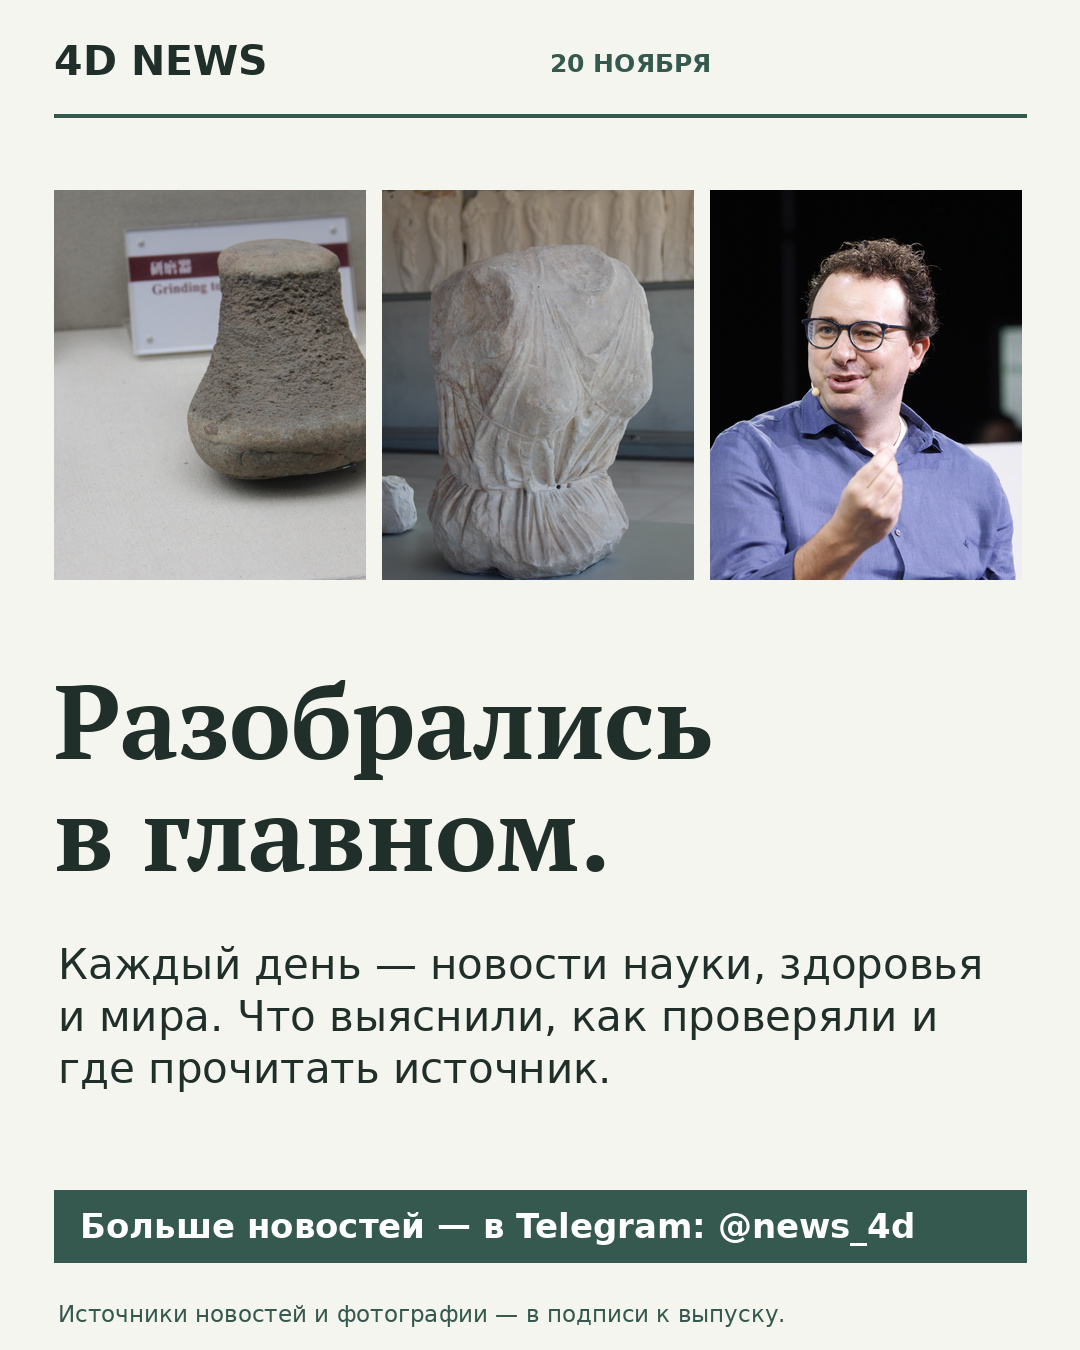 4D NEWS
20 НОЯБРЯ
Grinding
Разобрались
в главном.
Каждый день — новости науки, здоровья
и мира. Что выяснили, как проверяли и
где прочитать источник.
Больше новостей — в Telegram: @news_4d
Источники новостей и фотографии — в подписи к выпуску.